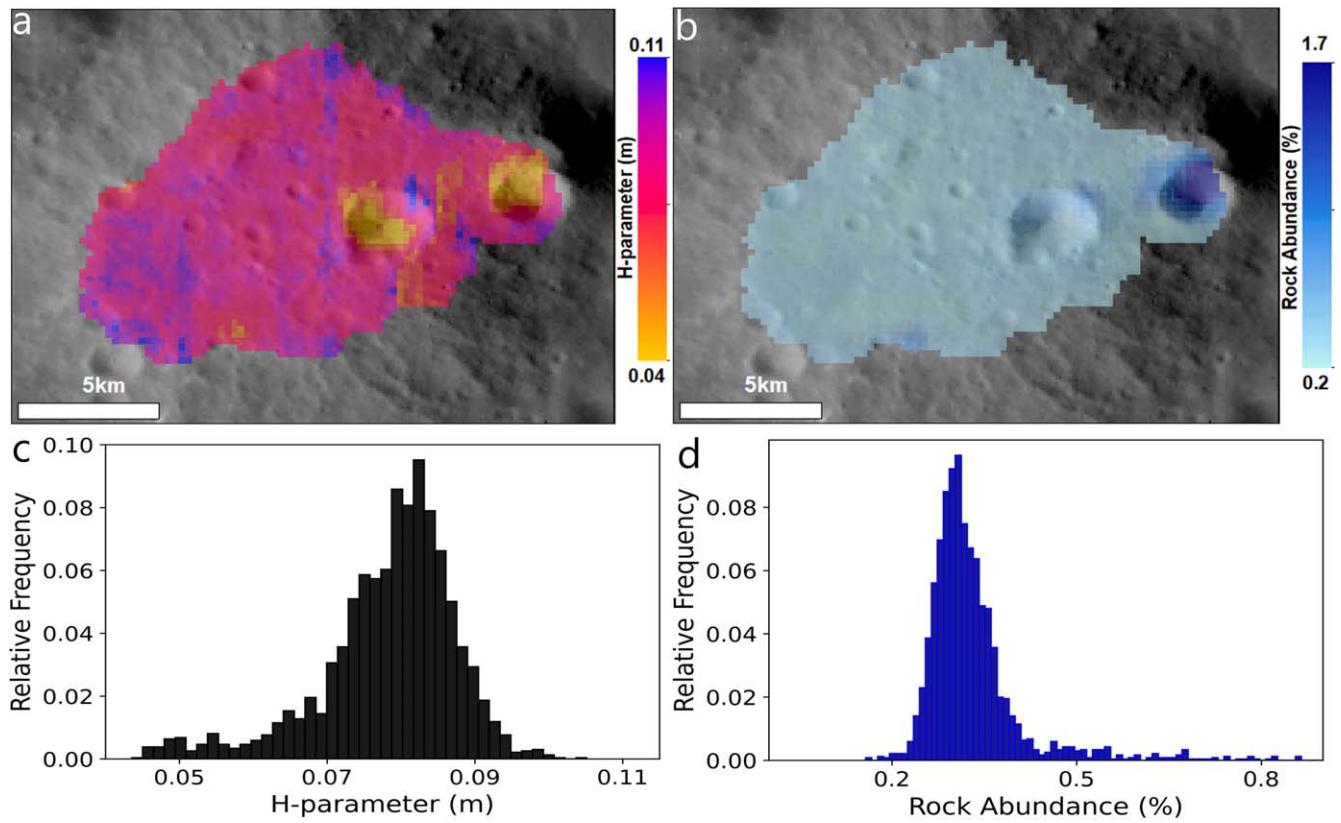 a
0.11
H-parameter (m)
0.04
5km
b
1.7
Rock Abundance (%)
0.2
5km
c
0.10
0.08
0.06
0.04
0.02
0.00
Relative Frequency
0.05 0.07 0.09 0.11
H-parameter (m)
d
0.08
0.06
0.04
0.02
0.00
Relative Frequency
0.2 0.5 0.8
Rock Abundance (%)